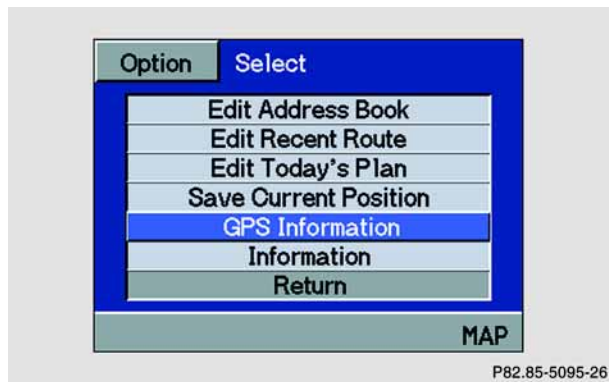 Option Select
Edit Address Book
Edit Recent Route
Edit Today's Plan
Save Current Position
GPS Information
Information
Return
MAP
P82.85-5095-26